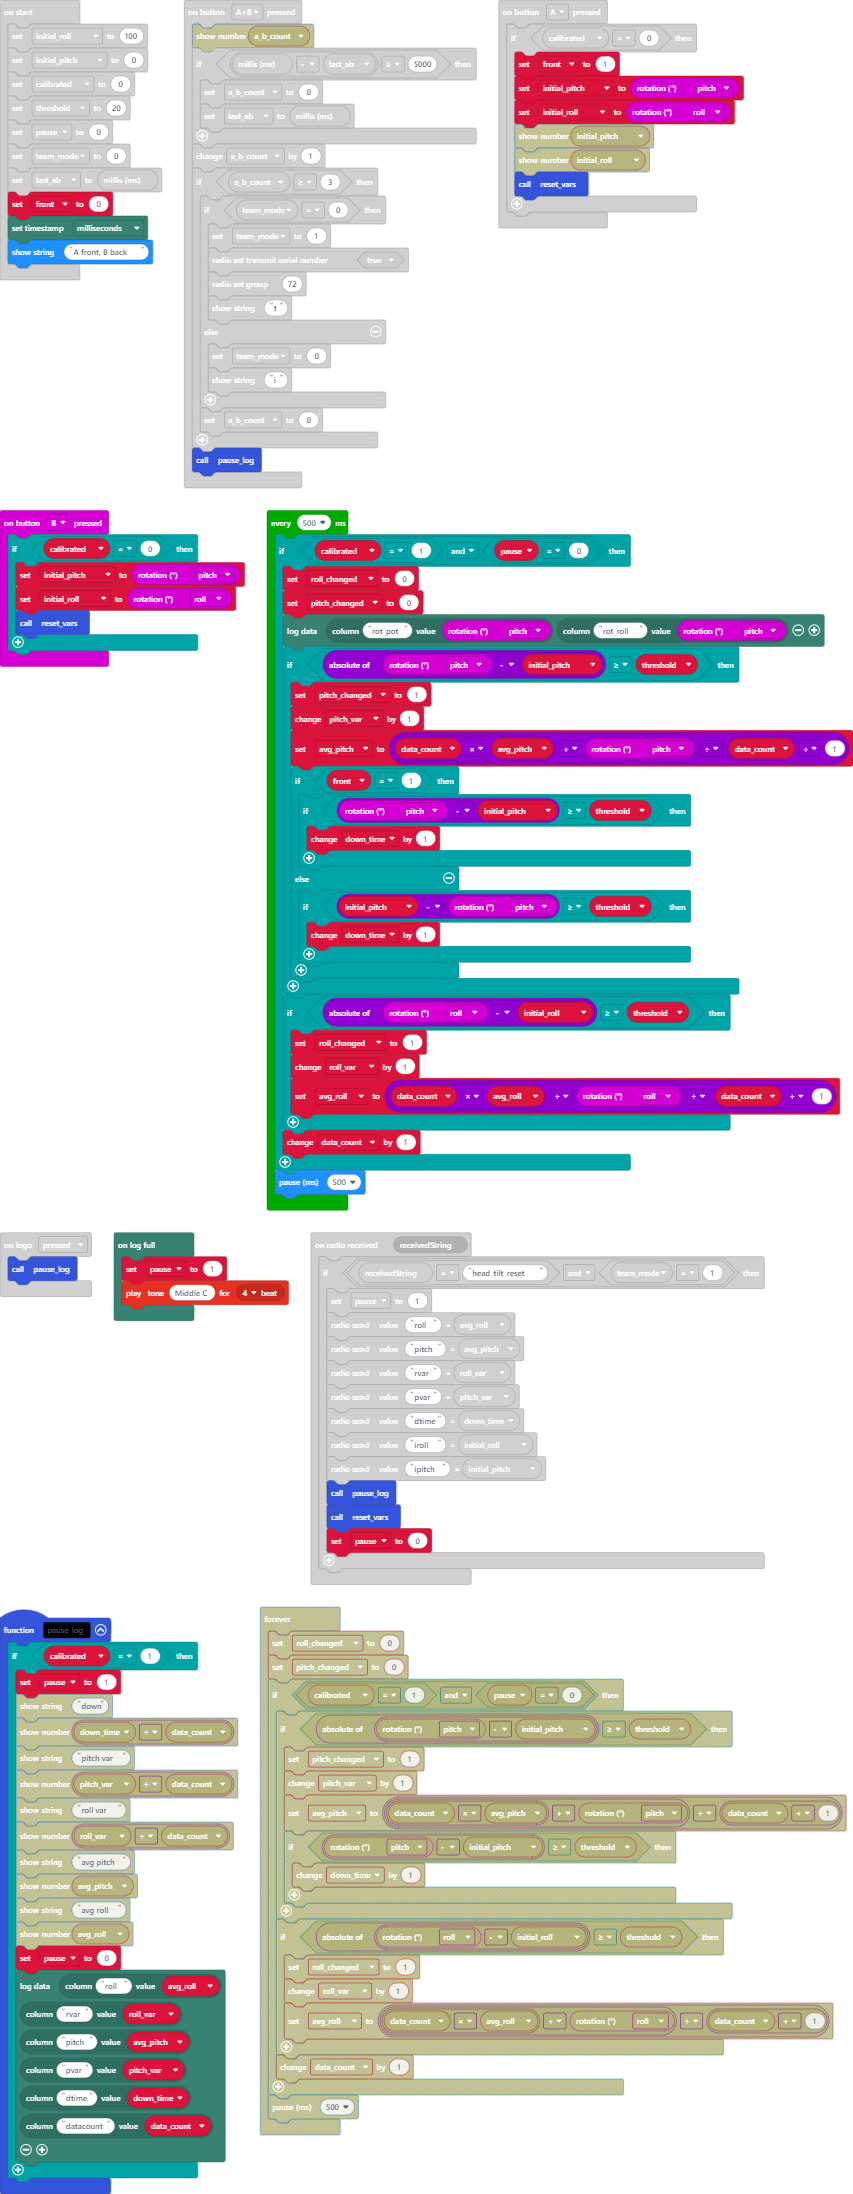 on start
set initial_roll to 100
set initial_pitch to 0
set calibrated to 0
set threshold to 20
set pause to 0
set team_mode to 0
set last_ab to millis (ms)
set front to 0
set timestamp milliseconds
show string "A front, B back"
on button A+B pressed
show number a_b_count
if millis (ms) - last_ab ≥ 5000 then
set a_b_count to 0
set last_ab to millis (ms)
change a_b_count by 1
if a_b_count ≥ 3 then
if team_mode = 0 then
set team_mode to 1
radio set transmit serial number true
radio set group 72
show string "t"
else
set team_mode to 0
show string "i"
set a_b_count to 0
call pause_log
on button A pressed
if calibrated = 0 then
set front to 1
set initial_pitch to rotation (°) pitch
set initial_roll to rotation (°) roll
show number initial_pitch
show number initial_roll
call reset_vars
on button B pressed
if calibrated = 0 then
set initial_pitch to rotation (°) pitch
set initial_roll to rotation (°) roll
call reset_vars
every 500 ms
if calibrated = 1 and pause = 0 then
set roll_changed to 0
set pitch_changed to 0
log data column "rot_pot" value rotation (°) pitch column "rot_roll" value rotation (°) pitch
if absolute of rotation (°) pitch - initial_pitch ≥ threshold then
set pitch_changed to 1
change pitch_var by 1
set avg_pitch to data_count × avg_pitch + rotation (°) pitch ÷ data_count + 1
if front = 1 then
if rotation (°) pitch - initial_pitch ≥ threshold then
change down_time by 1
else
if initial_pitch - rotation (°) pitch ≥ threshold then
change down_time by 1
if absolute of rotation (°) roll - initial_roll ≥ threshold then
set roll_changed to 1
change roll_var by 1
set avg_roll to data_count × avg_roll + rotation (°) roll ÷ data_count + 1
change data_count by 1
pause (ms) 500
on logo pressed
call pause_log
on log full
set pause to 1
play tone Middle C for 4 beat
on radio received receivedString
if receivedString = "head_tilt_reset" and team_mode = 1 then
set pause to 1
radio send value "roll" = avg_roll
radio send value "pitch" = avg_pitch
radio send value "rvar" = roll_var
radio send value "pvar" = pitch_var
radio send value "dtime" = down_time
radio send value "iroll" = initial_roll
radio send value "ipitch" = initial_pitch
call pause_log
call reset_vars
set pause to 0
function pause_log
if calibrated = 1 then
set pause to 1
show string "down"
show number down_time ÷ data_count
show string "pitch var"
show number pitch_var ÷ data_count
show string "roll var"
show number roll_var ÷ data_count
show string "avg pitch"
show number avg_pitch
show string "avg roll"
show number avg_roll
set pause to 0
log data column "roll" value avg_roll
column "rvar" value roll_var
column "pitch" value avg_pitch
column "pvar" value pitch_var
column "dtime" value down_time
column "datacount" value data_count
forever
set roll_changed to 0
set pitch_changed to 0
if calibrated = 1 and pause = 0 then
if absolute of rotation (°) pitch - initial_pitch ≥ threshold then
set pitch_changed to 1
change pitch_var by 1
set avg_pitch to data_count × avg_pitch + rotation (°) pitch ÷ data_count + 1
if rotation (°) pitch - initial_pitch ≥ threshold then
change down_time by 1
if absolute of rotation (°) roll - initial_roll ≥ threshold then
set roll_changed to 1
change roll_var by 1
set avg_roll to data_count × avg_roll + rotation (°) roll ÷ data_count + 1
change data_count by 1
pause (ms) 500